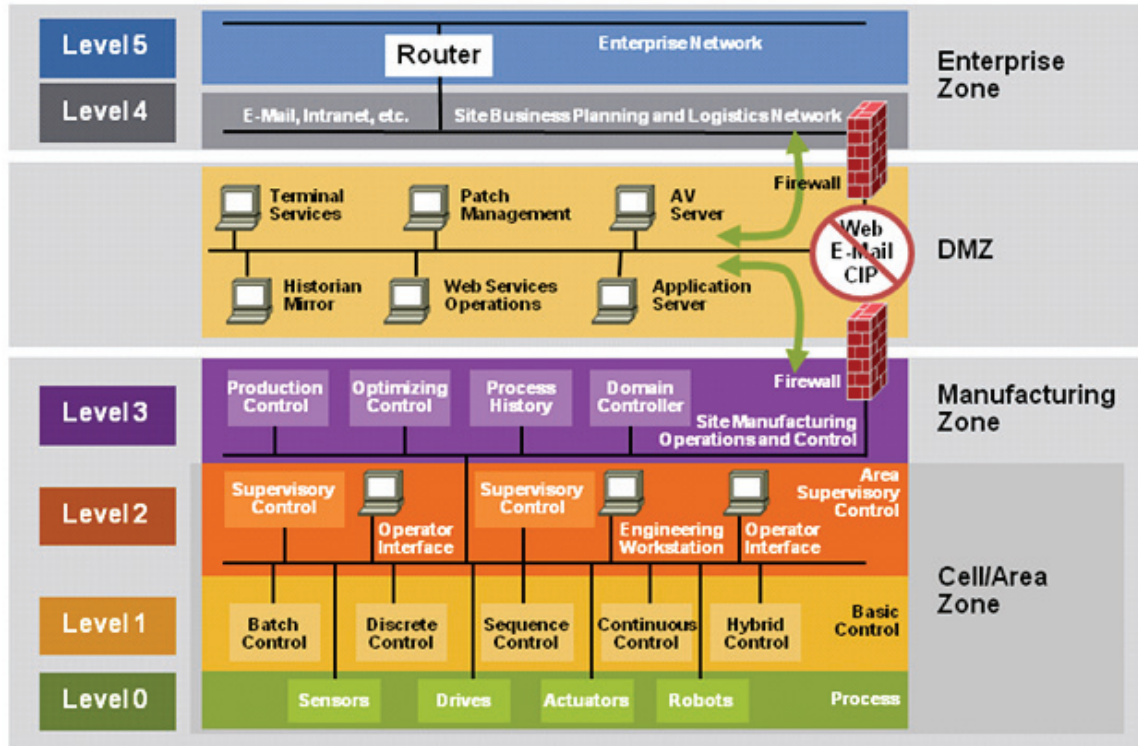 Level 5
Router
Enterprise Network
Enterprise
Zone
Level 4
E-Mail, Intranet, etc.
Site Business Planning and Logistics Network
Firewall
Terminal
Services
Patch
Management
AV
Server
Web
E-Mail
CIP
DMZ
Historian
Mirror
Web Services
Operations
Application
Server
Firewall
Level 3
Production
Control
Optimizing
Control
Process
History
Domain
Controller
Site Manufacturing
Operations and Control
Manufacturing
Zone
Level 2
Supervisory
Control
Operator
Interface
Supervisory
Control
Engineering
Workstation
Operator
Interface
Area
Supervisory
Control
Cell/Area
Zone
Level 1
Batch
Control
Discrete
Control
Sequence
Control
Continuous
Control
Hybrid
Control
Basic
Control
Level 0
Sensors
Drives
Actuators
Robots
Process